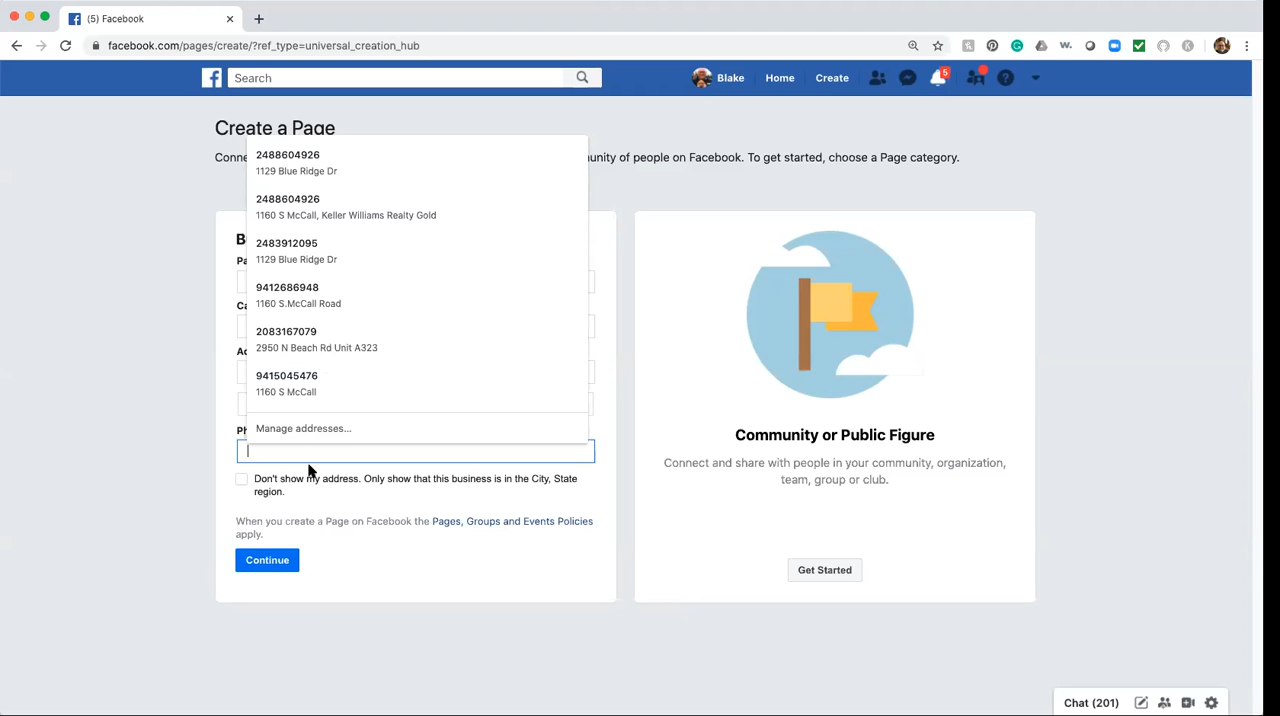 (5) Facebook
facebook.com/pages/create/?ref_type=universal_creation_hub
Search
Blake
Home
Create
5
Create a Page
Conne
unity of people on Facebook. To get started, choose a Page category.
2488604926
1129 Blue Ridge Dr
2488604926
1160 S McCall, Keller Williams Realty Gold
2483912095
1129 Blue Ridge Dr
9412686948
1160 S.McCall Road
2083167079
2950 N Beach Rd Unit A323
9415045476
1160 S McCall
Manage addresses...
B
Pa
Ca
Ad
Ph
Don't show my address. Only show that this business is in the City, State
region.
When you create a Page on Facebook the Pages, Groups and Events Policies
apply.
Continue
Community or Public Figure
Connect and share with people in your community, organization,
team, group or club.
Get Started
Chat (201)